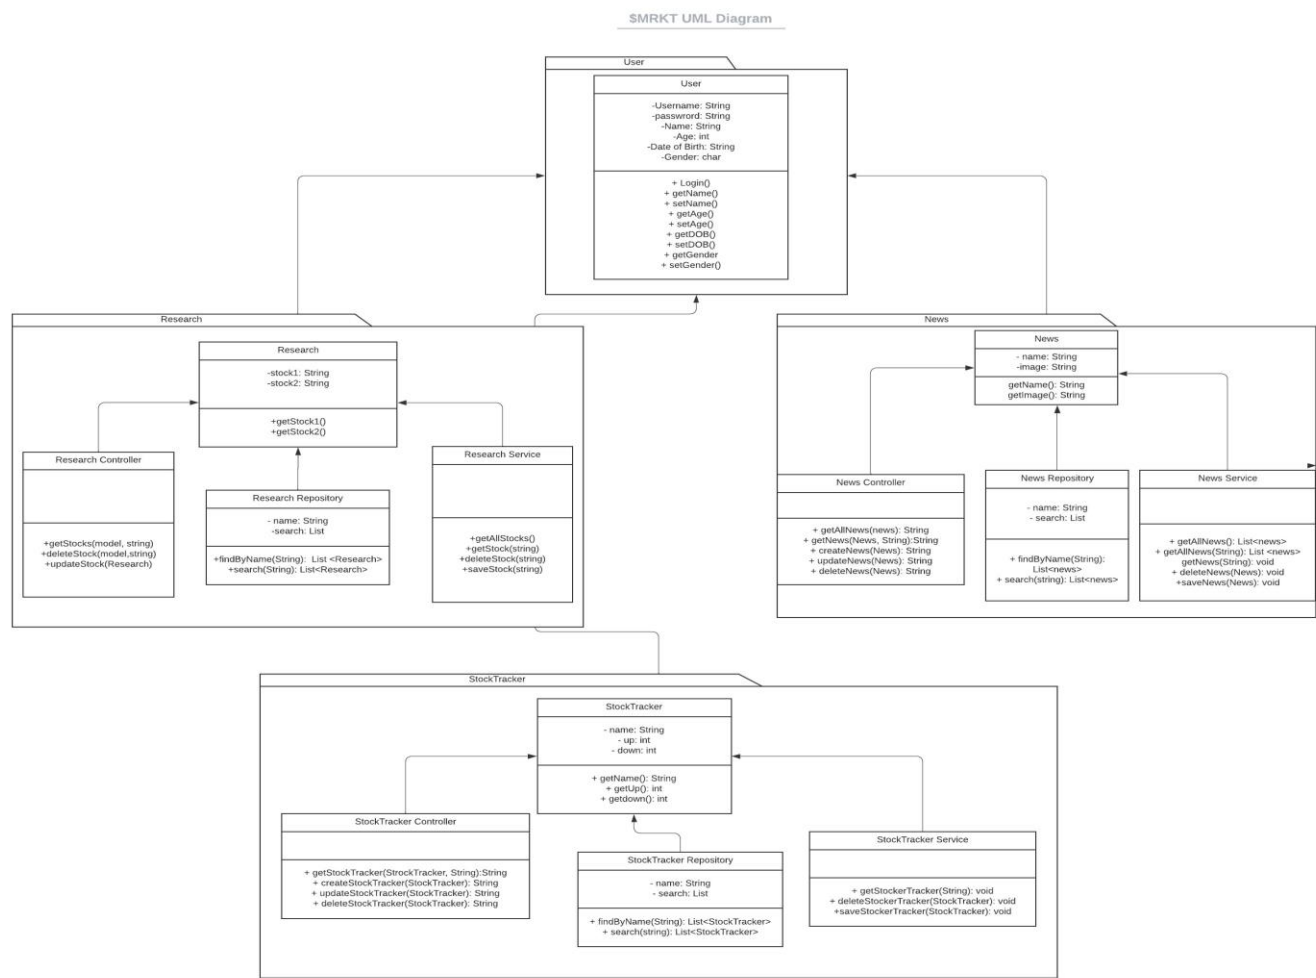 $MRKT UML Diagram
User
User
-Username: String
-passwrord: String
-Name: String
-Age: int
-Date of Birth: String
-Gender: char
+ Login()
+ getName()
+ setName()
+ getAge()
+ setAge()
+ getDOB()
+ setDOB()
+ getGender
+ setGender()
Research
Research
-stock1: String
-stock2: String
+getStock1()
+getStock2()
Research Controller
+getStocks(model, string)
+deleteStock(model,string)
+updateStock(Research)
Research Repository
- name: String
-search: List
+findByName(String): List <Research>
+search(String): List<Research>
Research Service
+getAllStocks()
+getStock(string)
+deleteStock(string)
+saveStock(string)
News
News
- name: String
-image: String
getName(): String
getImage(): String
News Controller
+ getAllNews(news): String
+ getNews(News, String):String
+ createNews(News): String
+ updateNews(News): String
+ deleteNews(News): String
News Repository
- name: String
- search: List
+ findByName(String):
List<news>
+ search(string): List<news>
News Service
+ getAllNews(): List<news>
+ getAllNews(String): List <news>
getNews(String): void
+ deleteNews(News): void
+saveNews(News): void
StockTracker
StockTracker
- name: String
- up: int
- down: int
+ getName(): String
+ getUp(): int
+ getdown(): int
StockTracker Controller
+ getStockTracker(StrockTracker, String):String
+ createStockTracker(StockTracker): String
+ updateStockTracker(StockTracker): String
+ deleteStockTracker(StockTracker): String
StockTracker Repository
- name: String
- search: List
+ findByName(String): List<StockTracker>
+ search(string): List<StockTracker>
StockTracker Service
+ getStockerTracker(String): void
+ deleteStockerTracker(StockTracker): void
+saveStockerTracker(StockTracker): void